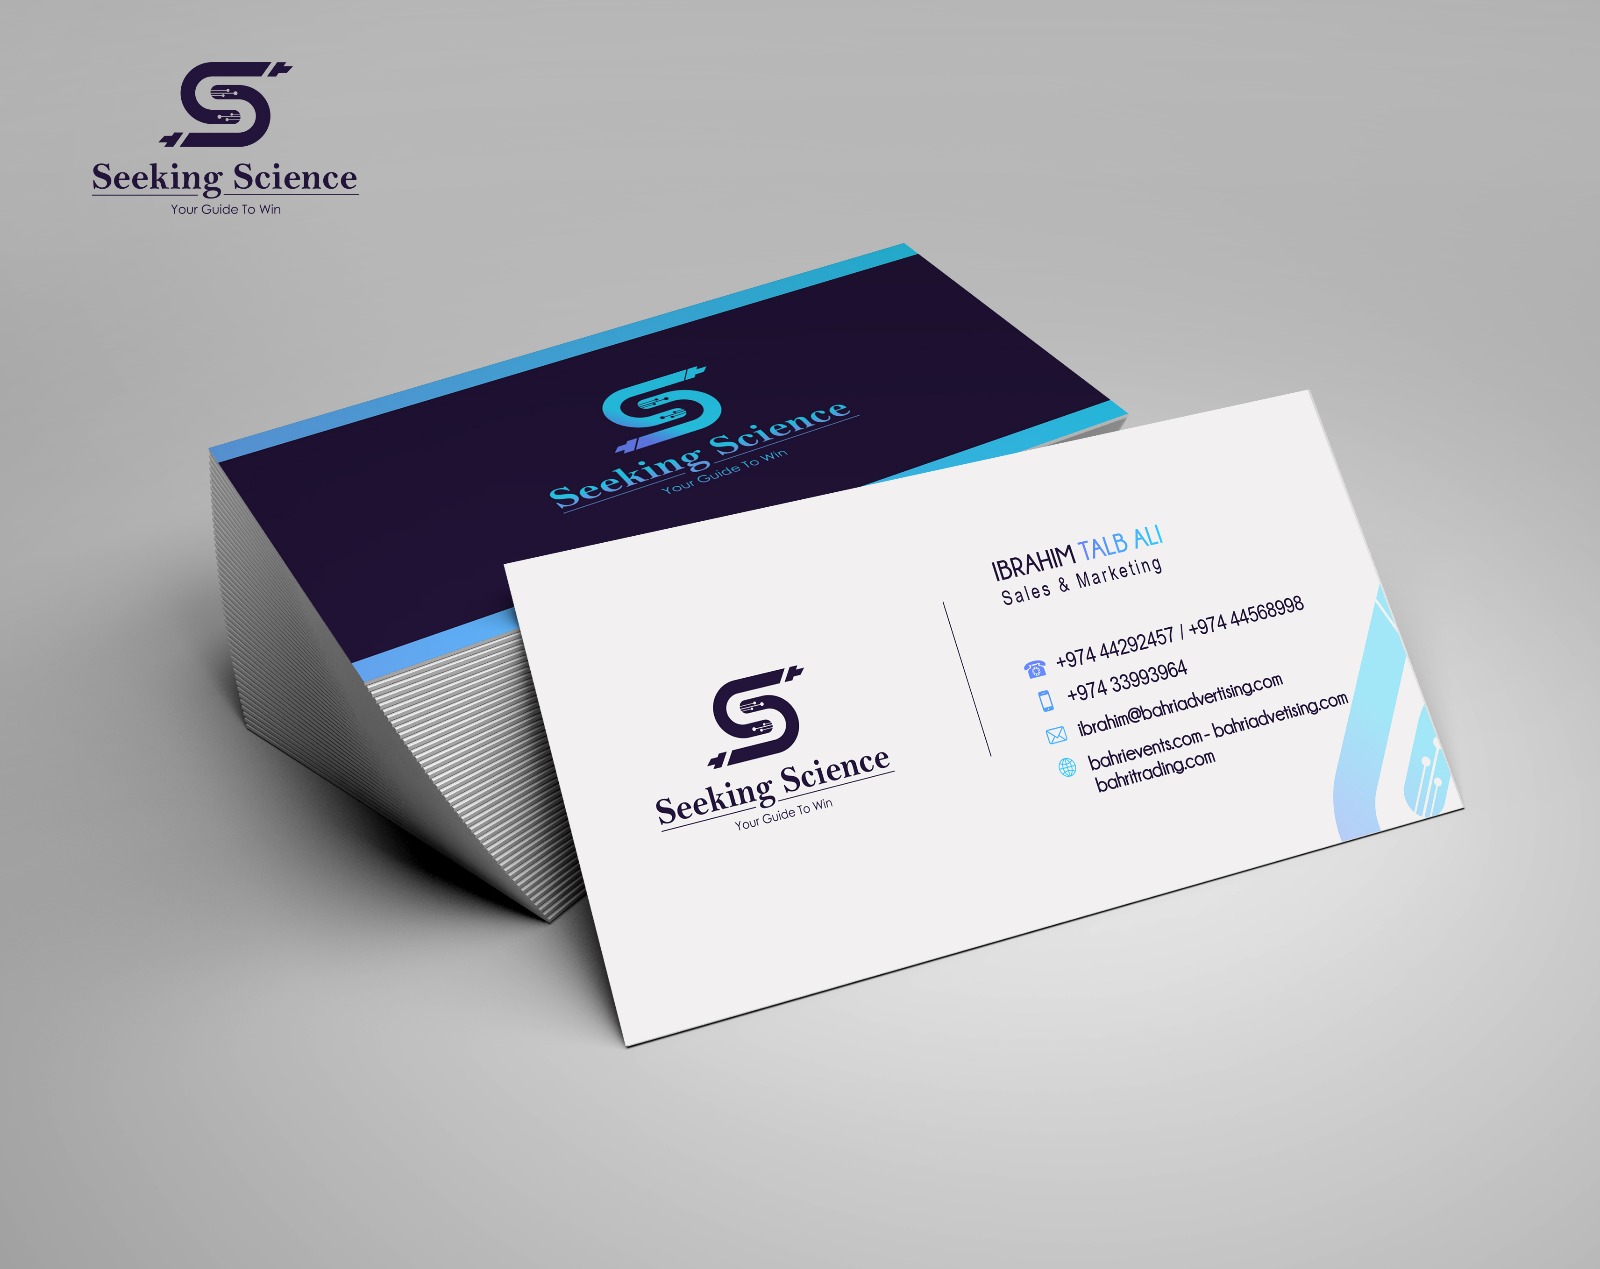 Seeking Science
Your Guide To Win
Seeking Science
Your Guide To Win
Seeking Science
Your Guide To Win
IBRAHIM TALB ALI
Sales & Marketing
+974 44292457 / +974 44568998
+974 33993964
ibrahim@bahriadvertising.com
bahrievents.com - bahriadvetising.com
bahritrading.com